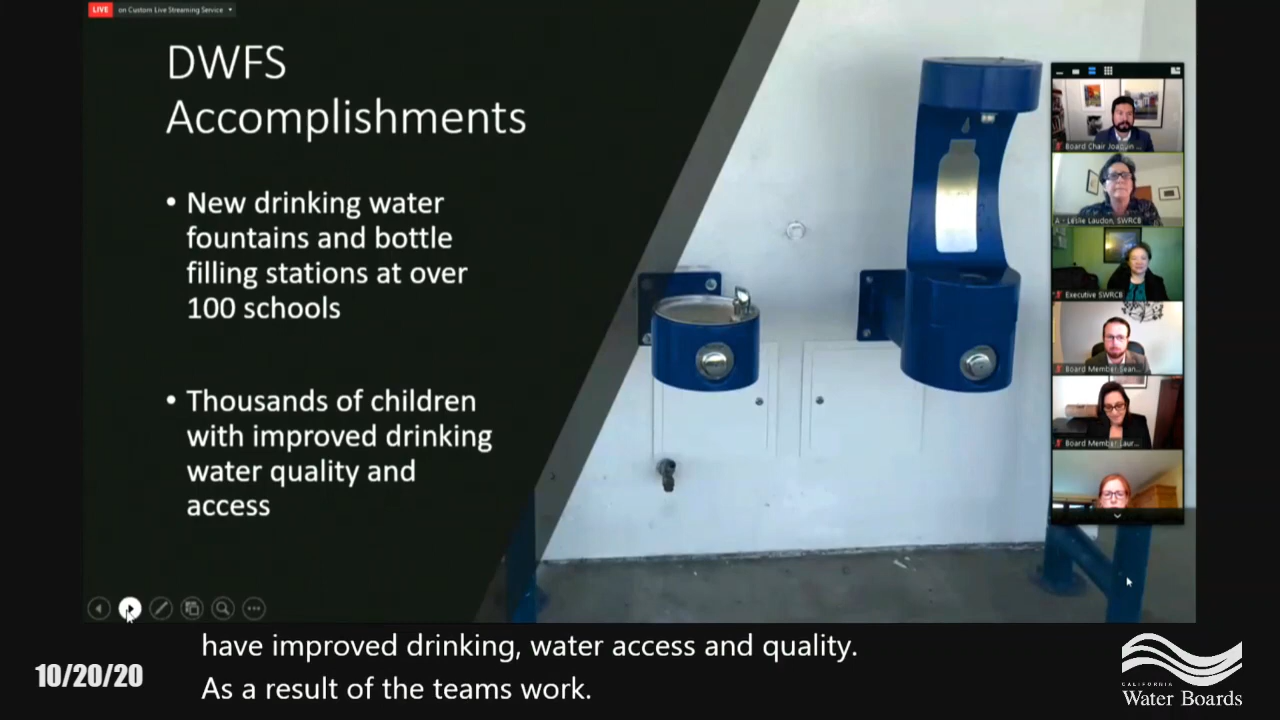 LIVE on Custom Live Streaming Service
DWFS
Accomplishments
• New drinking water
fountains and bottle
filling stations at over
100 schools
• Thousands of children
with improved drinking
water quality and
access
Board Chair Joaquin ...
A - Leslie Laudon, SWRCB
Executive SWRCB
Board Member Sean...
Board Member Laur...
have improved drinking, water access and quality.
As a result of the teams work.
10/20/20
CALIFORNIA
Water Boards